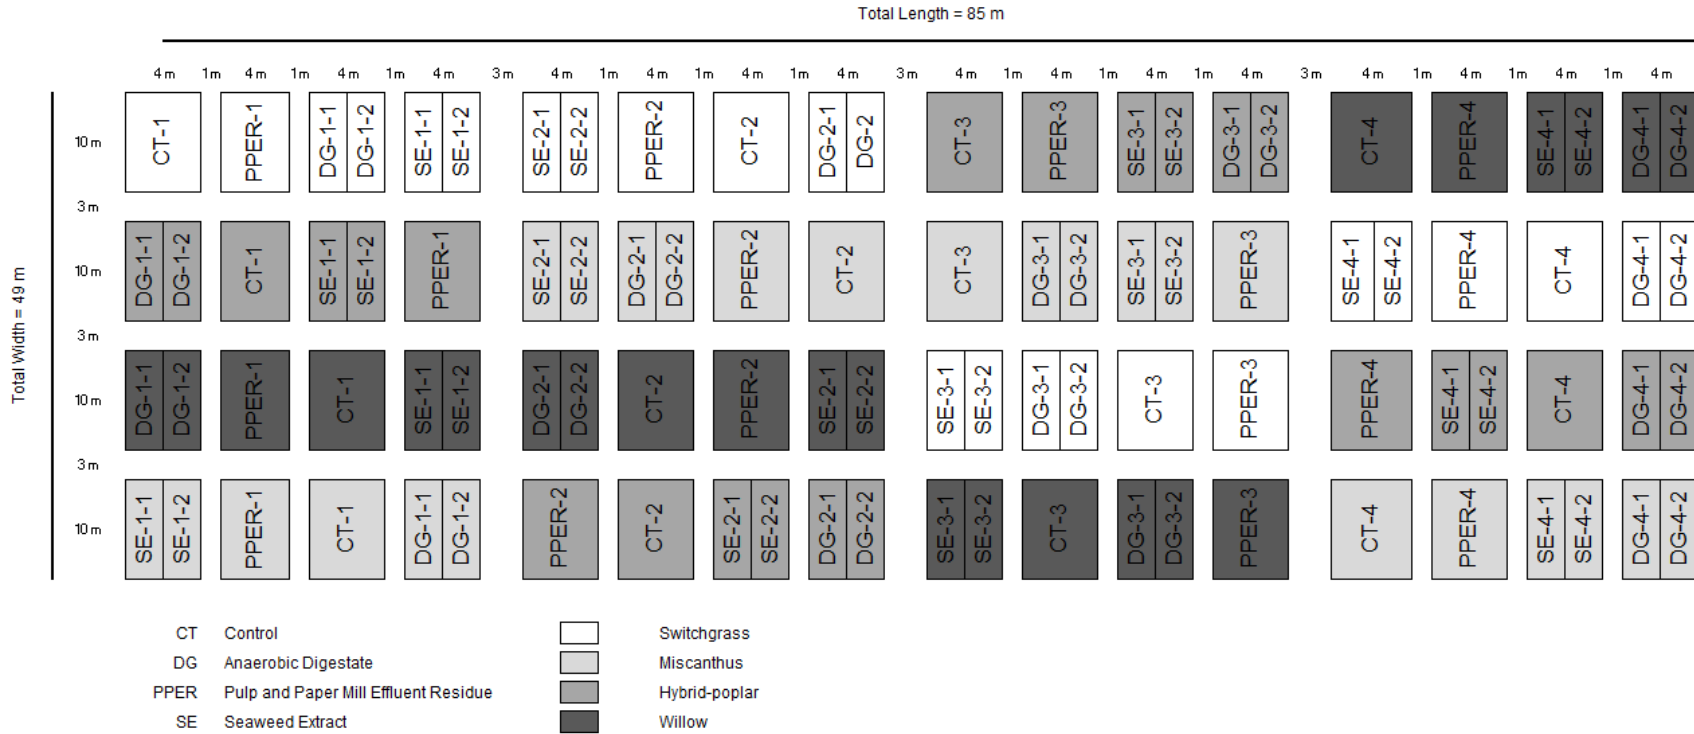 Total Length = 85 m
4 m 1 m 4 m 1 m 4 m 1 m 4 m 3 m 4 m 1 m 4 m 1 m 4 m 1 m 4 m 3 m 4 m 1 m 4 m 1 m 4 m 1 m 4 m 3 m 4 m 1 m 4 m 1 m 4 m 1 m 4 m
Total Width = 49 m
10 m CT-1 PPER-1 DG-1-1 DG-1-2 SE-1-1 SE-1-2 SE-2-1 SE-2-2 PPER-2 CT-2 DG-2-1 DG-2 CT-3 PPER-3 SE-3-1 SE-3-2 DG-3-1 DG-3-2 CT-4 PPER-4 SE-4-1 SE-4-2 DG-4-1 DG-4-2
3 m
10 m DG-1-1 DG-1-2 CT-1 SE-1-1 SE-1-2 PPER-1 SE-2-1 SE-2-2 DG-2-1 DG-2-2 PPER-2 CT-2 CT-3 DG-3-1 DG-3-2 SE-3-1 SE-3-2 PPER-3 SE-4-1 SE-4-2 PPER-4 CT-4 DG-4-1 DG-4-2
3 m
10 m DG-1-1 DG-1-2 PPER-1 CT-1 SE-1-1 SE-1-2 DG-2-1 DG-2-2 CT-2 PPER-2 SE-2-1 SE-2-2 SE-3-1 SE-3-2 DG-3-1 DG-3-2 CT-3 PPER-3 PPER-4 SE-4-1 SE-4-2 CT-4 DG-4-1 DG-4-2
3 m
10 m SE-1-1 SE-1-2 PPER-1 CT-1 DG-1-1 DG-1-2 PPER-2 CT-2 SE-2-1 SE-2-2 DG-2-1 DG-2-2 SE-3-1 SE-3-2 CT-3 DG-3-1 DG-3-2 PPER-3 CT-4 PPER-4 SE-4-1 SE-4-2 DG-4-1 DG-4-2
CT Control Switchgrass
DG Anaerobic Digestate Miscanthus
PPER Pulp and Paper Mill Effluent Residue Hybrid-poplar
SE Seaweed Extract Willow